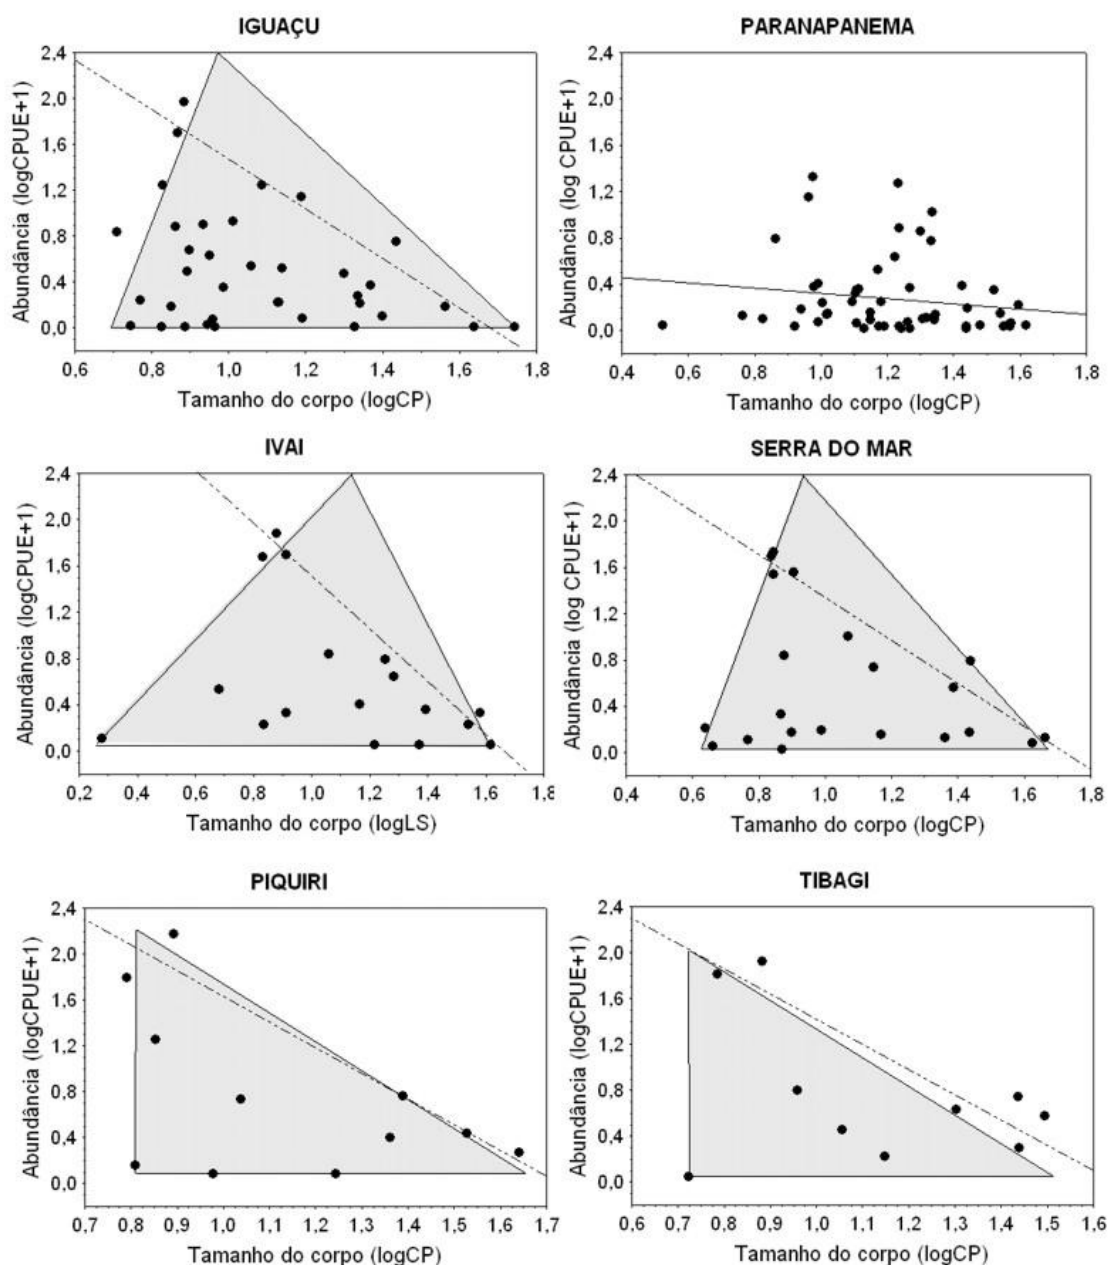 IGUAÇU
2,4
2,0
1,6
1,2
0,8
0,4
0,0
Abundância (logCPUE+1)
0,6 0,8 1,0 1,2 1,4 1,6 1,8
Tamanho do corpo (logCP)
PARANAPANEMA
2,4
2,0
1,6
1,2
0,8
0,4
0,0
Abundância (log CPUE+1)
0,4 0,6 0,8 1,0 1,2 1,4 1,6 1,8
Tamanho do corpo (logCP)
IVAI
2,4
2,0
1,6
1,2
0,8
0,4
0,0
Abundância (logCPUE+1)
0,2 0,4 0,6 0,8 1,0 1,2 1,4 1,6 1,8
Tamanho do corpo (logLS)
SERRA DO MAR
2,4
2,0
1,6
1,2
0,8
0,4
0,0
Abundância (log CPUE+1)
0,4 0,6 0,8 1,0 1,2 1,4 1,6 1,8
Tamanho do corpo (logCP)
PIQUIRI
2,4
2,0
1,6
1,2
0,8
0,4
0,0
Abundância (logCPUE+1)
0,7 0,8 0,9 1,0 1,1 1,2 1,3 1,4 1,5 1,6 1,7
Tamanho do corpo (logCP)
TIBAGI
2,4
2,0
1,6
1,2
0,8
0,4
0,0
Abundância (logCPUE+1)
0,6 0,7 0,8 0,9 1,0 1,1 1,2 1,3 1,4 1,5 1,6
Tamanho do corpo (logCP)